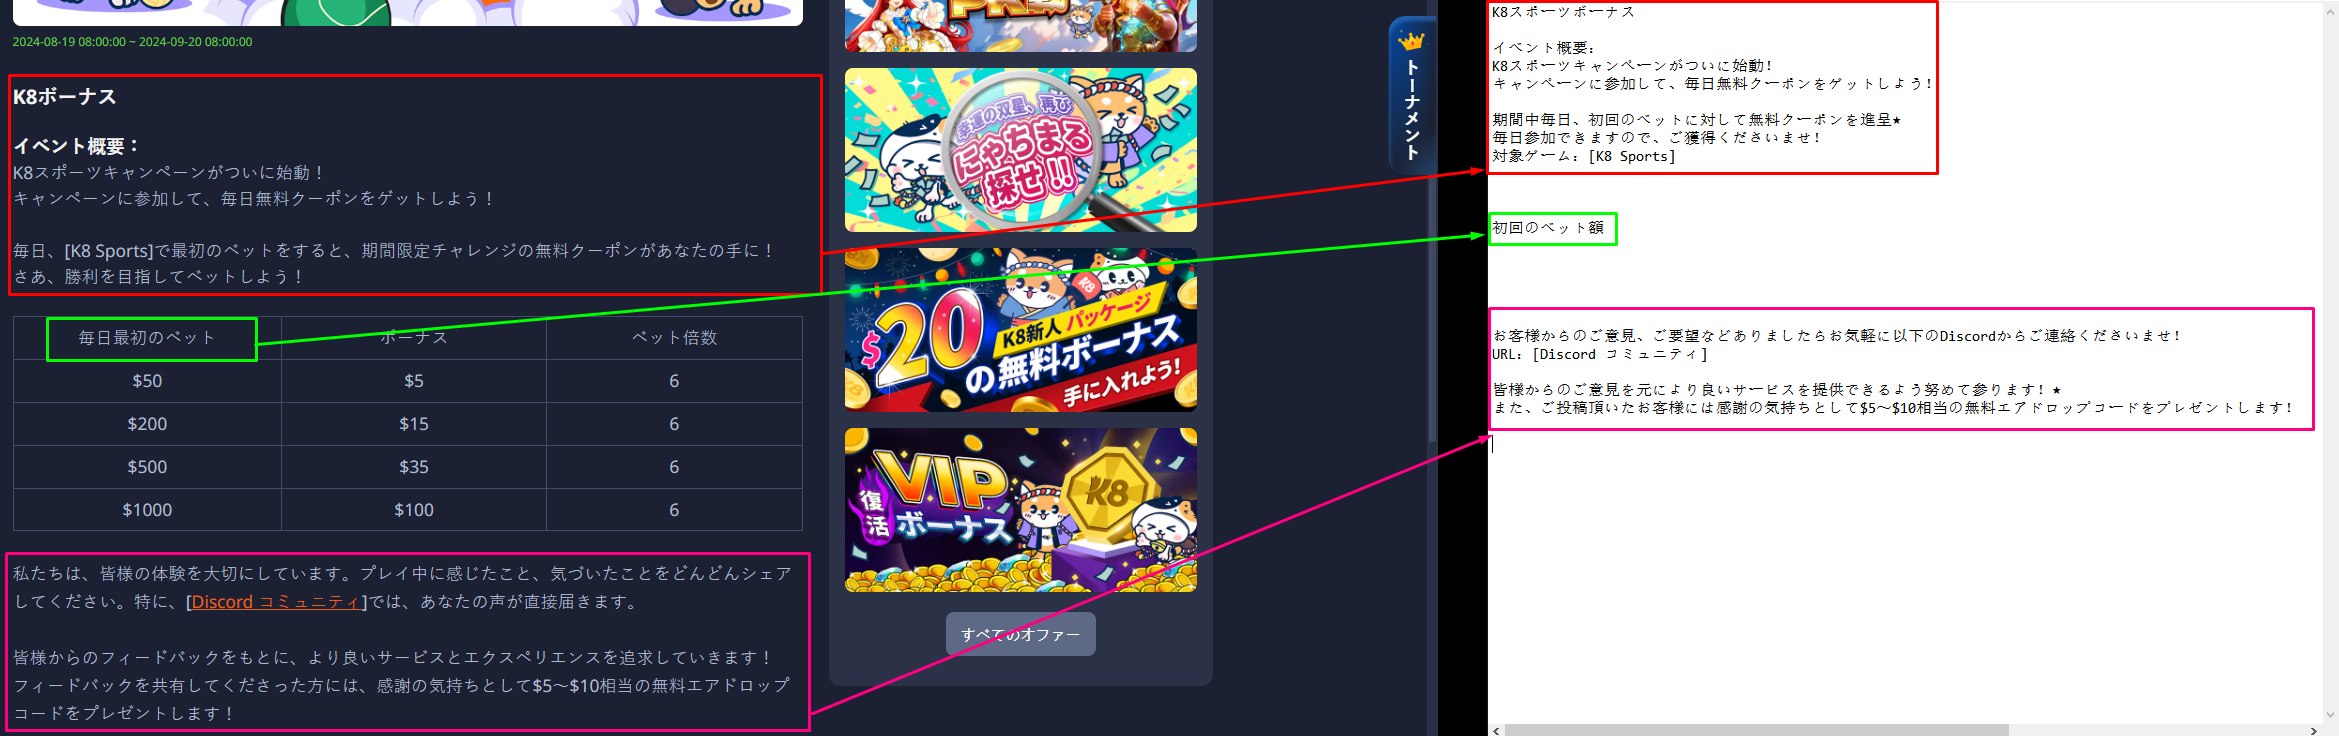 2024-08-19 08:00:00 ~ 2024-09-20 08:00:00
K8ボーナス
イベント概要：
K8スポーツキャンペーンがついに始動！
キャンペーンに参加して、毎日無料クーポンをゲットしよう！
毎日、[K8 Sports]で最初のベットをすると、期間限定チャレンジの無料クーポンがあなたの手に！
さあ、勝利を目指してベットしよう！
毎日最初のベット ボーナス ベット倍数
$50 $5 6
$200 $15 6
$500 $35 6
$1000 $100 6
私たちは、皆様の体験を大切にしています。プレイ中に感じたこと、気づいたことをどんどんシェア
してください。特に、[Discord コミュニティ]では、あなたの声が直接届きます。
皆様からのフィードバックをもとに、より良いサービスとエクスペリエンスを追求していきます！
フィードバックを共有してくださった方には、感謝の気持ちとして$5～$10相当の無料エアドロップ
コードをプレゼントします！
幸運の双星、再び
にゃちまる
探せ!!
K8
$20
K8新人 パッケージ
の無料ボーナス
手に入れよう!
VIP
復活
ボーナス
K8
すべてのオファー
トーナメント
K8スポーツボーナス
イベント概要：
K8スポーツキャンペーンがついに始動！
キャンペーンに参加して、毎日無料クーポンをゲットしよう！
期間中毎日、初回のベットに対して無料クーポンを進呈★
毎日参加できますので、ご獲得くださいませ！
対象ゲーム：[K8 Sports]
初回のベット額
お客様からのご意見、ご要望などありましたらお気軽に以下のDiscordからご連絡くださいませ！
URL：[Discord コミュニティ]
皆様からのご意見を元により良いサービスを提供できるよう努めて参ります！★
また、ご投稿頂いたお客様には感謝の気持ちとして$5～$10相当の無料エアドロップコードをプレゼントします！